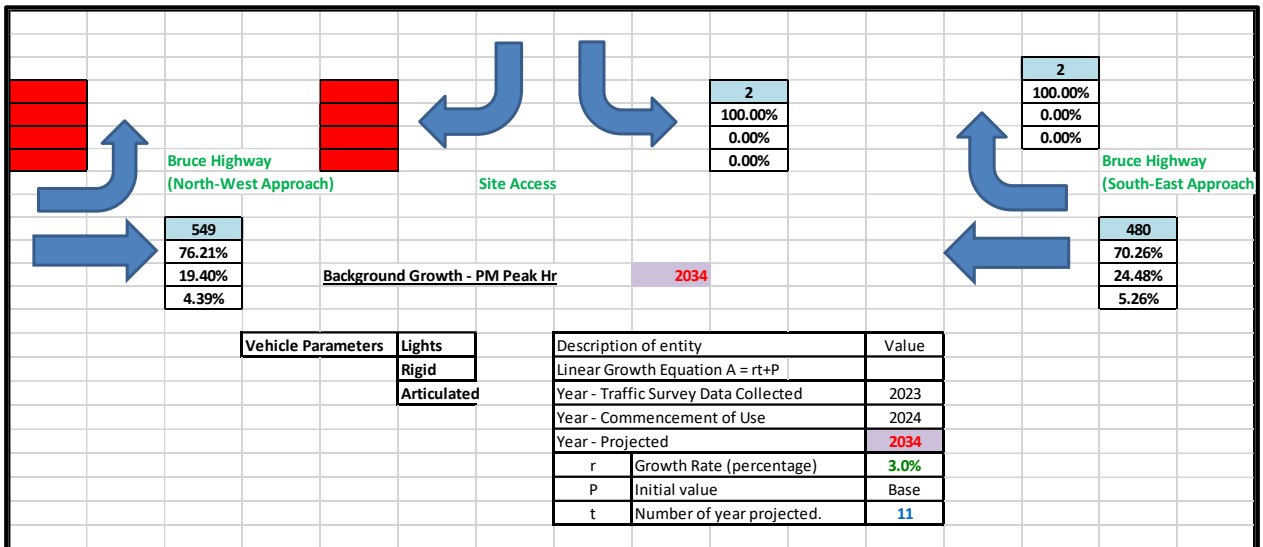 2
100.00%
0.00%
0.00%
2
100.00%
0.00%
0.00%
Bruce Highway
(North-West Approach)
Site Access
Bruce Highway
(South-East Approach
549
76.21%
19.40%
4.39%
480
70.26%
24.48%
5.26%
Background Growth - PM Peak Hr 2034
Vehicle Parameters Lights
Rigid
Articulated
Description of entity Value
Linear Growth Equation A = rt+P
Year - Traffic Survey Data Collected 2023
Year - Commencement of Use 2024
Year - Projected 2034
r Growth Rate (percentage) 3.0%
P Initial value Base
t Number of year projected. 11